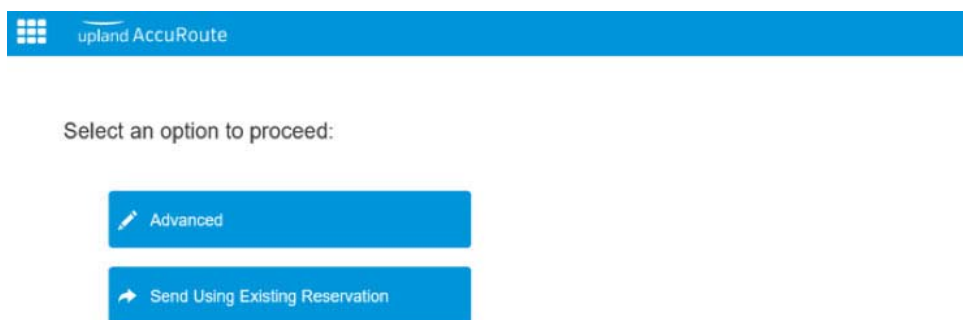 upland AccuRoute
Select an option to proceed:
Advanced
Send Using Existing Reservation